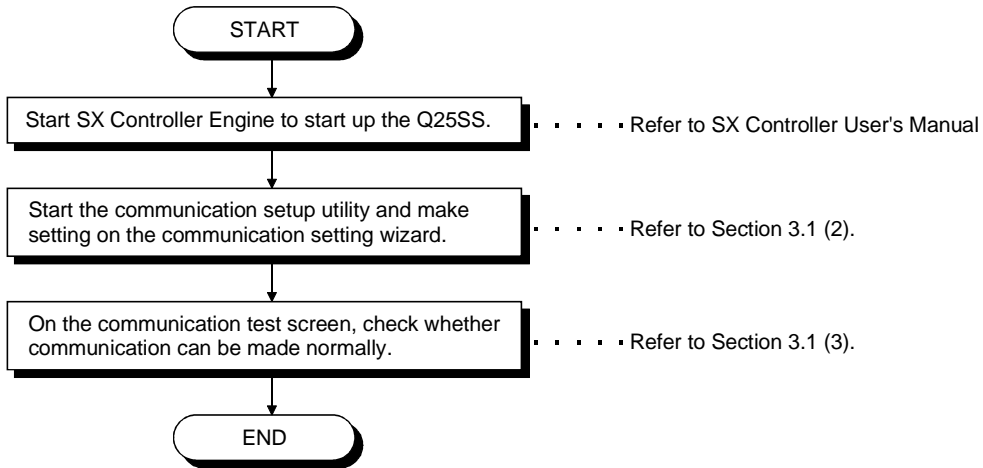 START
Start SX Controller Engine to start up the Q25SS.
Refer to SX Controller User's Manual
Start the communication setup utility and make
setting on the communication setting wizard.
Refer to Section 3.1 (2).
On the communication test screen, check whether
communication can be made normally.
Refer to Section 3.1 (3).
END